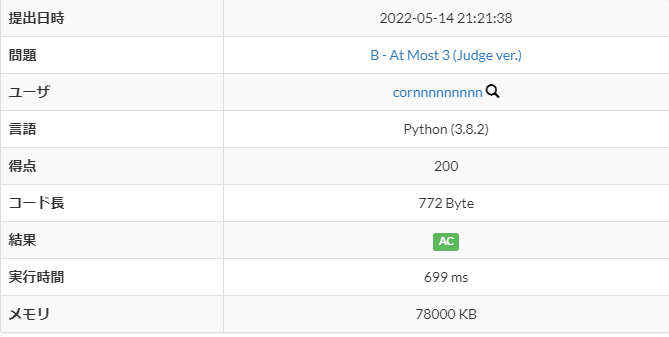 提出日時 2022-05-14 21:21:38
問題 B - At Most 3 (Judge ver.)
ユーザ cornnnnnnnnn
言語 Python (3.8.2)
得点 200
コード長 772 Byte
結果 AC
実行時間 699 ms
メモリ 78000 KB